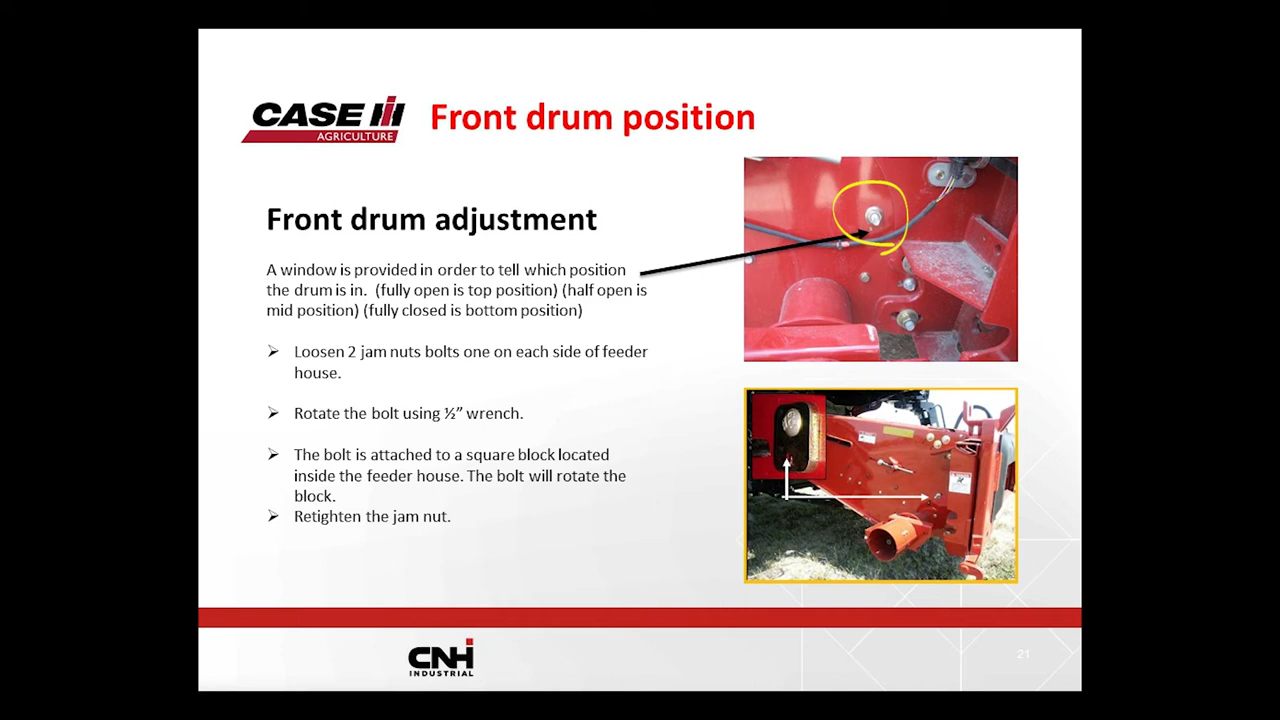 CASE IH
AGRICULTURE
Front drum position
Front drum adjustment
A window is provided in order to tell which position
the drum is in.  (fully open is top position) (half open is
mid position) (fully closed is bottom position)
➢ Loosen 2 jam nuts bolts one on each side of feeder
house.
➢ Rotate the bolt using ½” wrench.
➢ The bolt is attached to a square block located
inside the feeder house. The bolt will rotate the
block.
➢ Retighten the jam nut.
CNH
INDUSTRIAL
21